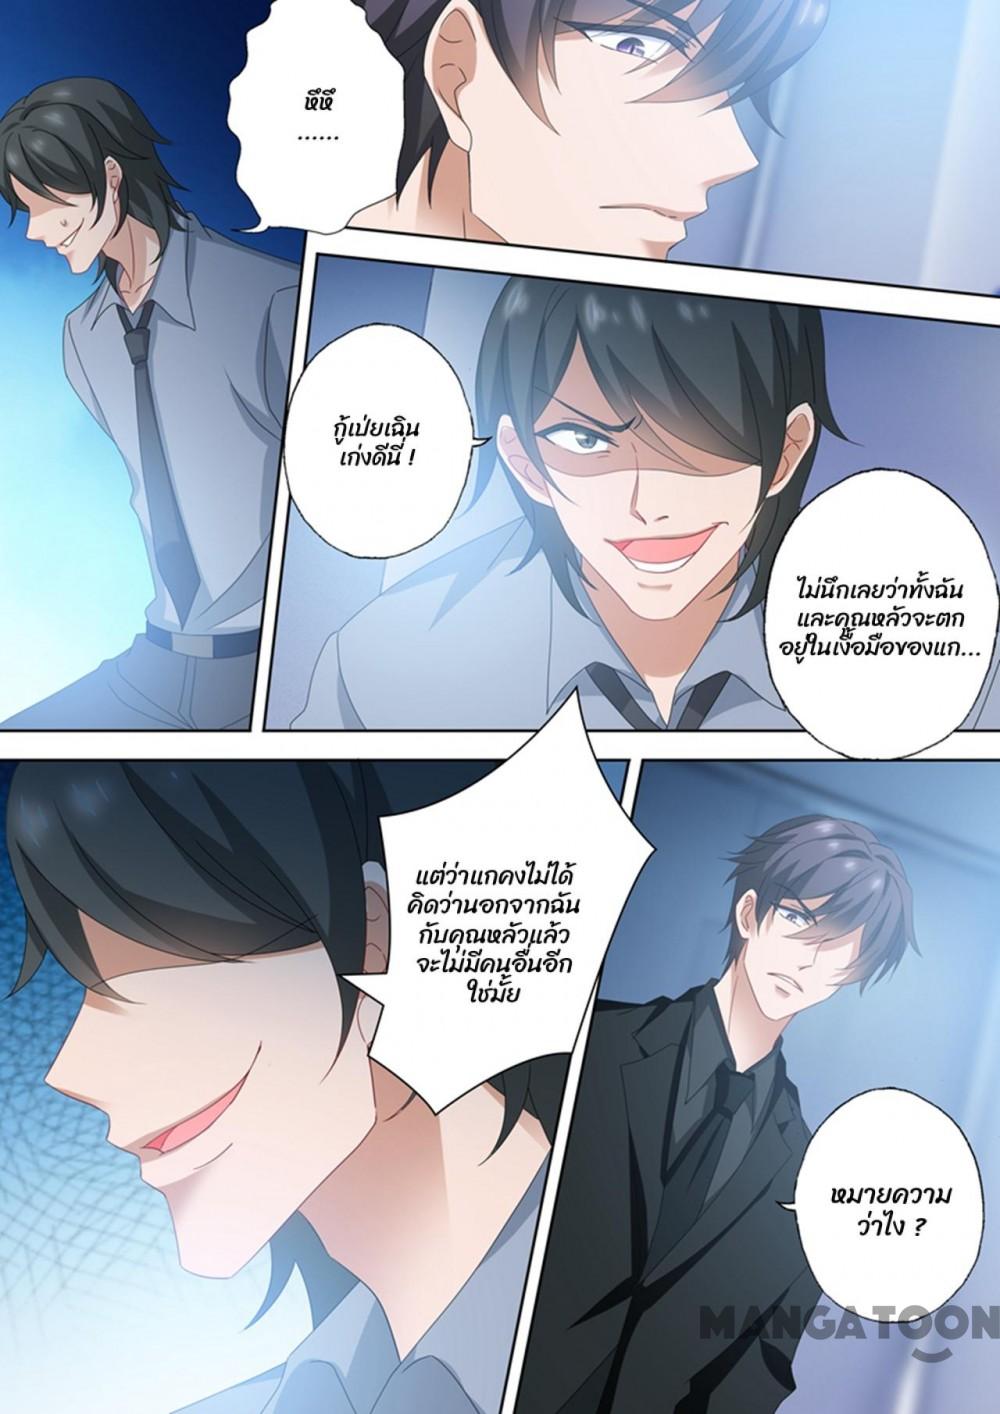 หึหึ
......
กู้เป่ยเฉิน
เก่งดีนี่ !
ไม่นึกเลยว่าทั้งฉัน
และคุณหลัวจะตก
อยู่ในเงื้อมมือของแก...
แต่ว่าแกคงไม่ได้
คิดว่านอกจากฉัน
กับคุณหลัวแล้ว
จะไม่มีคนอื่นอีก
ใช่มั้ย
หมายความ
ว่าไง ?
MANGATOON